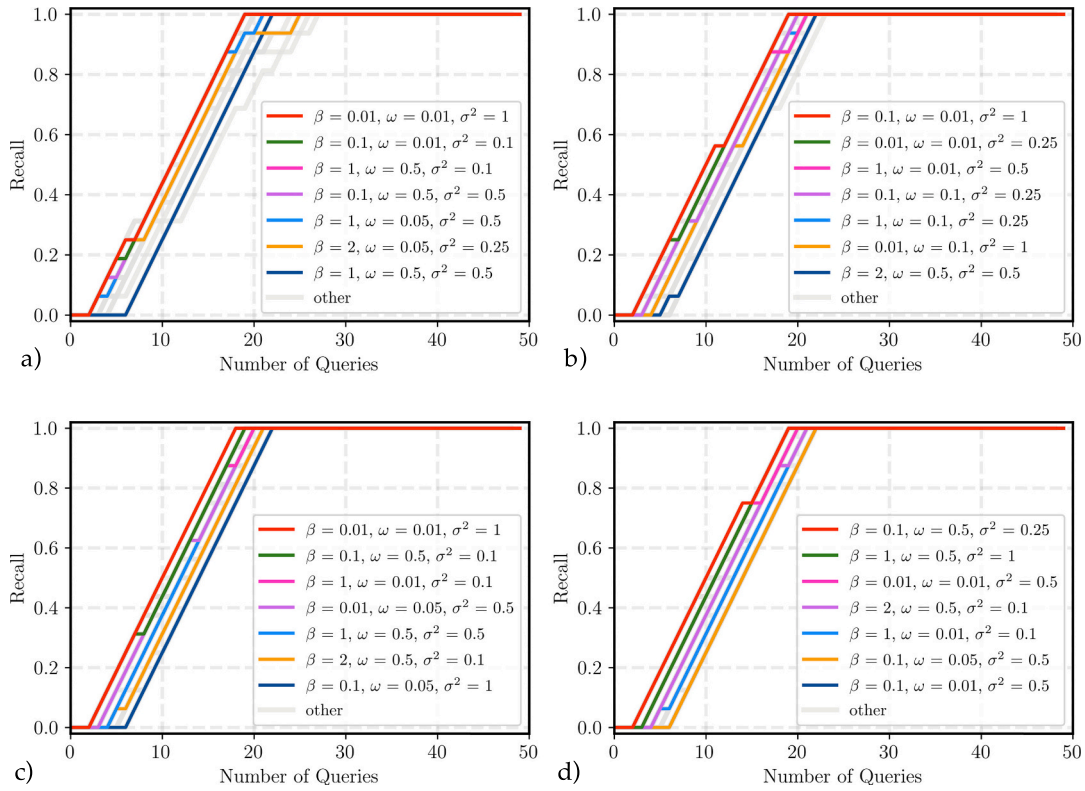 1.0
0.8
0.6
0.4
0.2
0.0
Recall
β = 0.01, ω = 0.01, σ² = 1
β = 0.1, ω = 0.01, σ² = 0.1
β = 1, ω = 0.5, σ² = 0.1
β = 0.1, ω = 0.5, σ² = 0.5
β = 1, ω = 0.05, σ² = 0.5
β = 2, ω = 0.05, σ² = 0.25
β = 1, ω = 0.5, σ² = 0.5
other
0 10 20 30 40 50
Number of Queries
a)
1.0
0.8
0.6
0.4
0.2
0.0
Recall
β = 0.1, ω = 0.01, σ² = 1
β = 0.01, ω = 0.01, σ² = 0.25
β = 1, ω = 0.01, σ² = 0.5
β = 0.1, ω = 0.1, σ² = 0.25
β = 1, ω = 0.1, σ² = 0.25
β = 0.01, ω = 0.1, σ² = 1
β = 2, ω = 0.5, σ² = 0.5
other
0 10 20 30 40 50
Number of Queries
b)
1.0
0.8
0.6
0.4
0.2
0.0
Recall
β = 0.01, ω = 0.01, σ² = 1
β = 0.1, ω = 0.5, σ² = 0.1
β = 1, ω = 0.01, σ² = 0.1
β = 0.01, ω = 0.05, σ² = 0.5
β = 1, ω = 0.5, σ² = 0.5
β = 2, ω = 0.5, σ² = 0.1
β = 0.1, ω = 0.05, σ² = 1
other
0 10 20 30 40 50
Number of Queries
c)
1.0
0.8
0.6
0.4
0.2
0.0
Recall
β = 0.1, ω = 0.5, σ² = 0.25
β = 1, ω = 0.5, σ² = 1
β = 0.01, ω = 0.01, σ² = 0.5
β = 2, ω = 0.5, σ² = 0.1
β = 1, ω = 0.01, σ² = 0.1
β = 0.1, ω = 0.05, σ² = 0.5
β = 0.1, ω = 0.01, σ² = 0.5
other
0 10 20 30 40 50
Number of Queries
d)